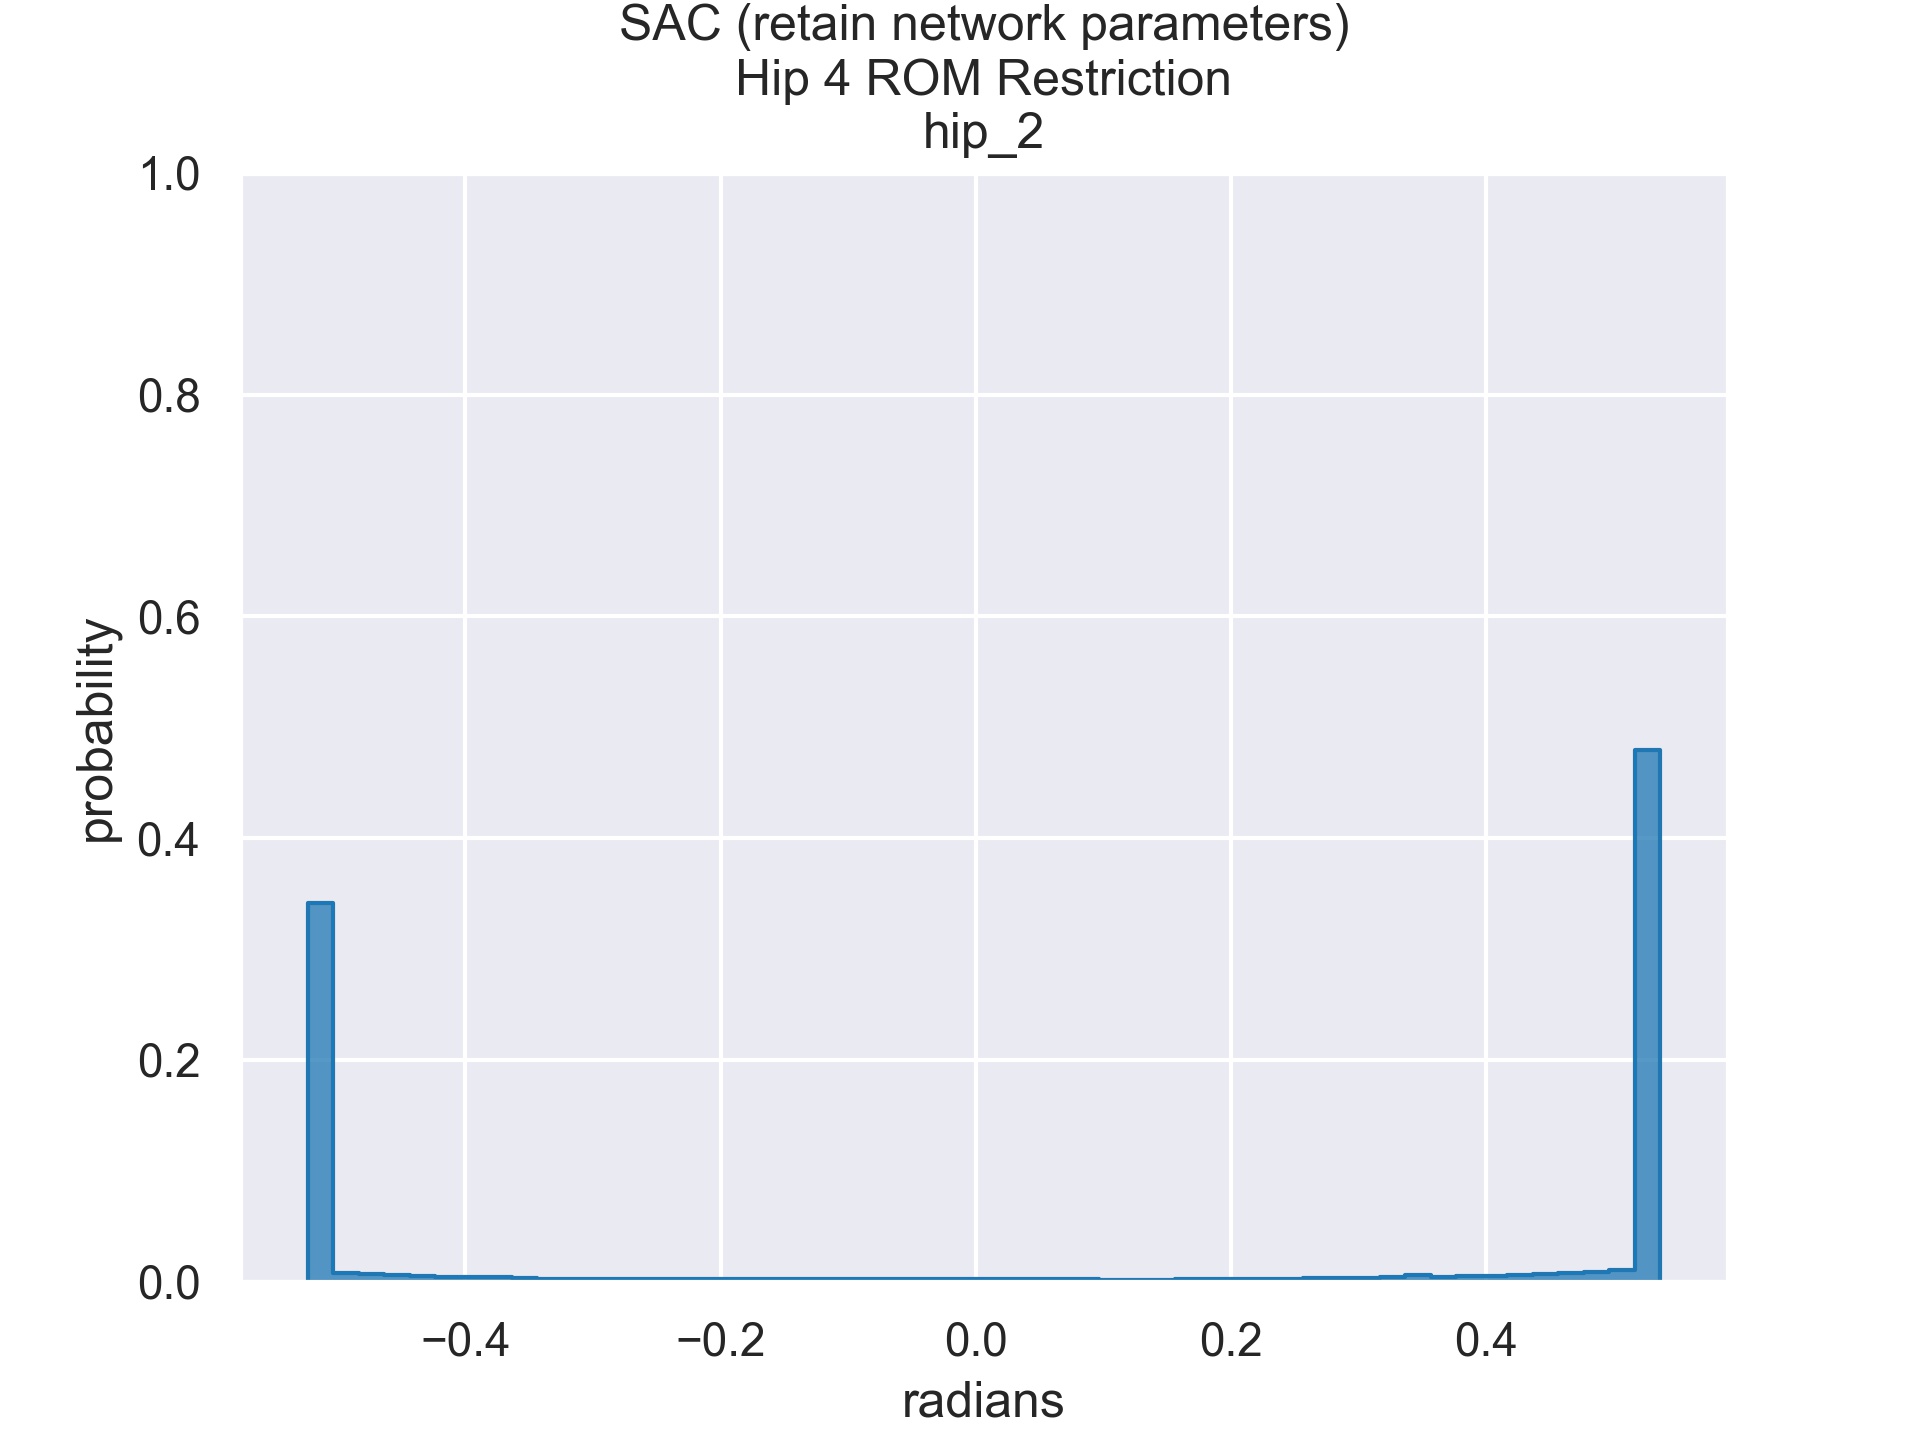 SAC (retain network parameters)
Hip 4 ROM Restriction
hip_2
1.0
0.8
0.6
0.4
0.2
0.0
probability
−0.4
−0.2
0.0
0.2
0.4
radians